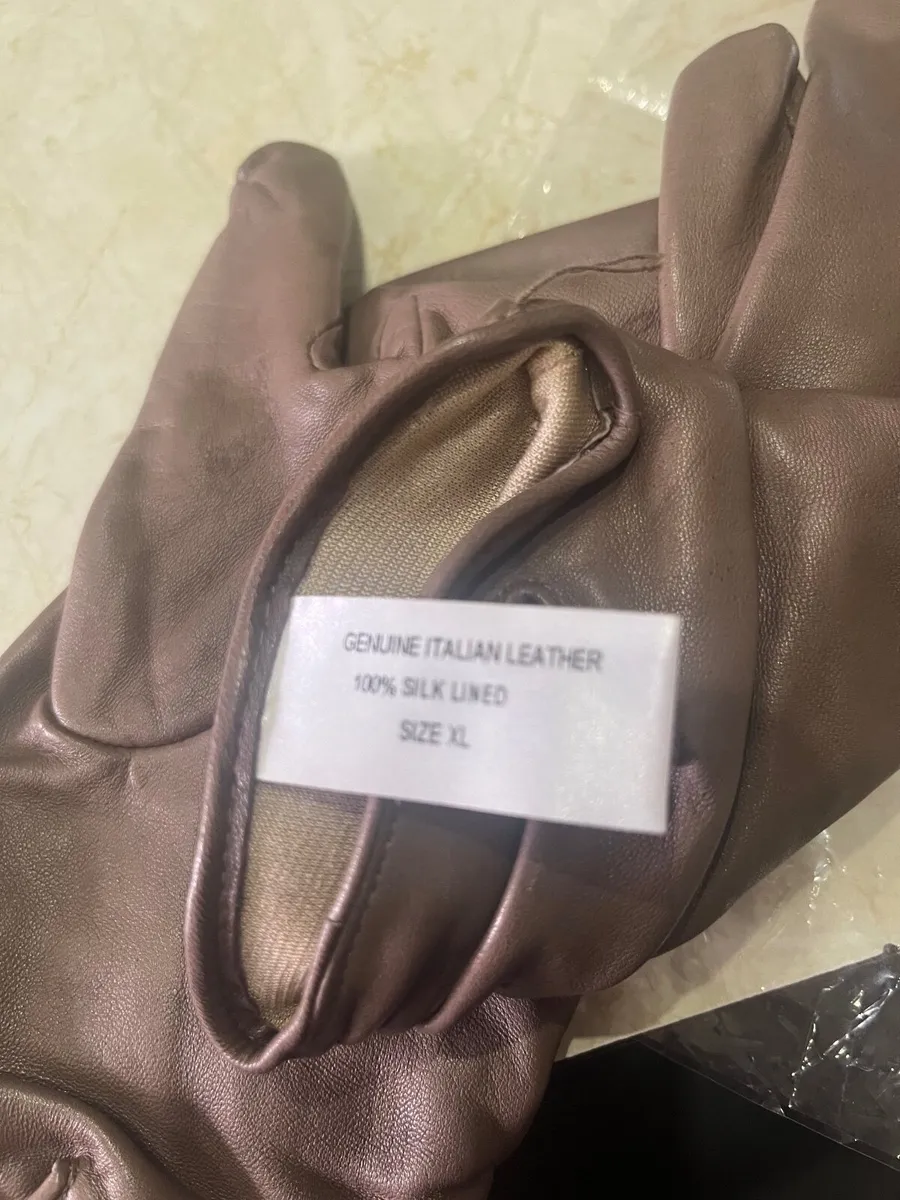 GENUINE ITALIAN LEATHER
100% SILK LINED
SIZE XL